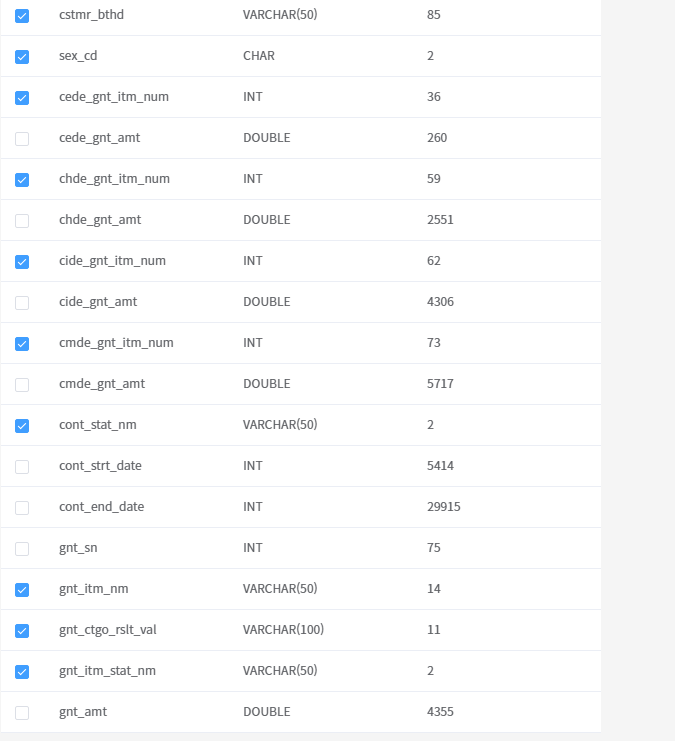 cstmr_bthd VARCHAR(50) 85
sex_cd CHAR 2
cede_gnt_itm_num INT 36
cede_gnt_amt DOUBLE 260
chde_gnt_itm_num INT 59
chde_gnt_amt DOUBLE 2551
cide_gnt_itm_num INT 62
cide_gnt_amt DOUBLE 4306
cmde_gnt_itm_num INT 73
cmde_gnt_amt DOUBLE 5717
cont_stat_nm VARCHAR(50) 2
cont_strt_date INT 5414
cont_end_date INT 29915
gnt_sn INT 75
gnt_itm_nm VARCHAR(50) 14
gnt_ctgo_rslt_val VARCHAR(100) 11
gnt_itm_stat_nm VARCHAR(50) 2
gnt_amt DOUBLE 4355